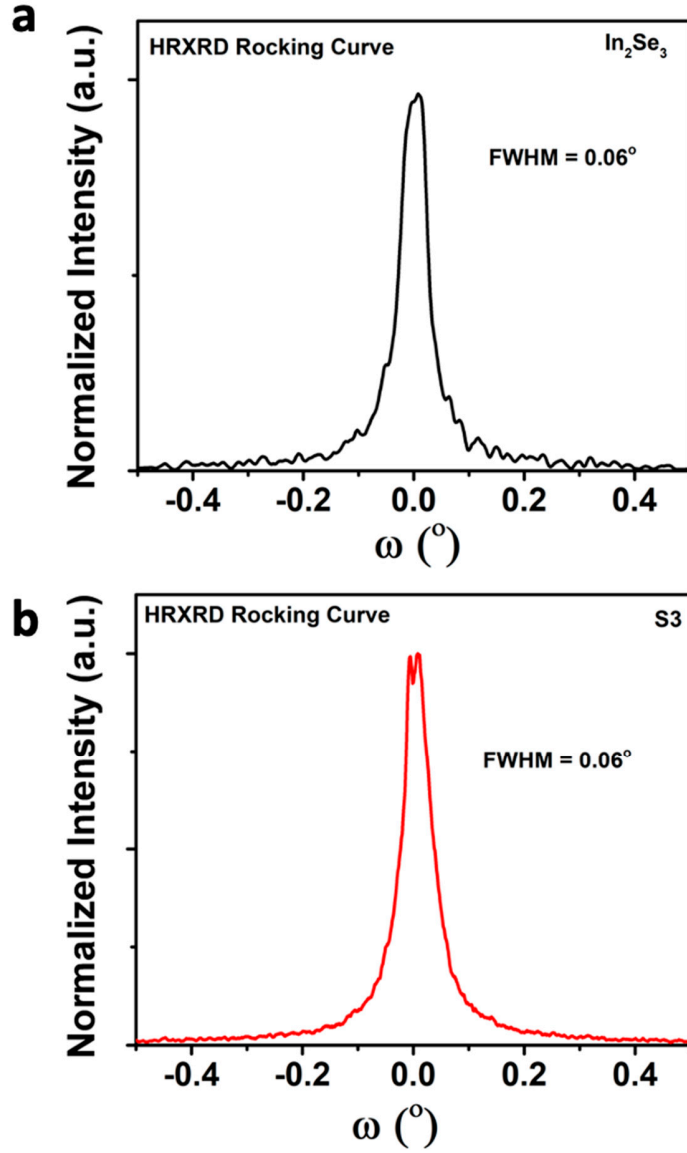 a
HRXRD Rocking Curve
In₂Se₃
FWHM = 0.06°
Normalized Intensity (a.u.)
-0.4 -0.2 0.0 0.2 0.4
ω (°)
b
HRXRD Rocking Curve
S3
FWHM = 0.06°
Normalized Intensity (a.u.)
-0.4 -0.2 0.0 0.2 0.4
ω (°)